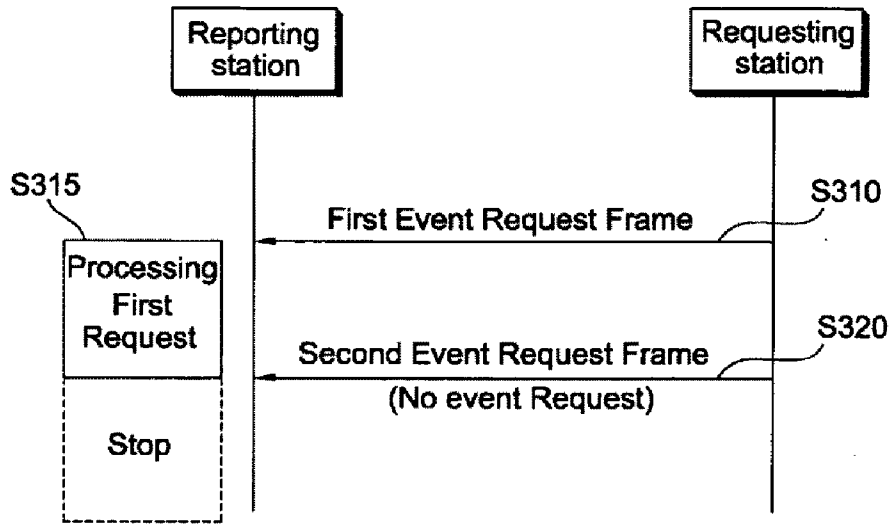 Reporting
station
Requesting
station
S315
S310
First Event Request Frame
Processing
First
Request
S320
Second Event Request Frame
(No event Request)
Stop